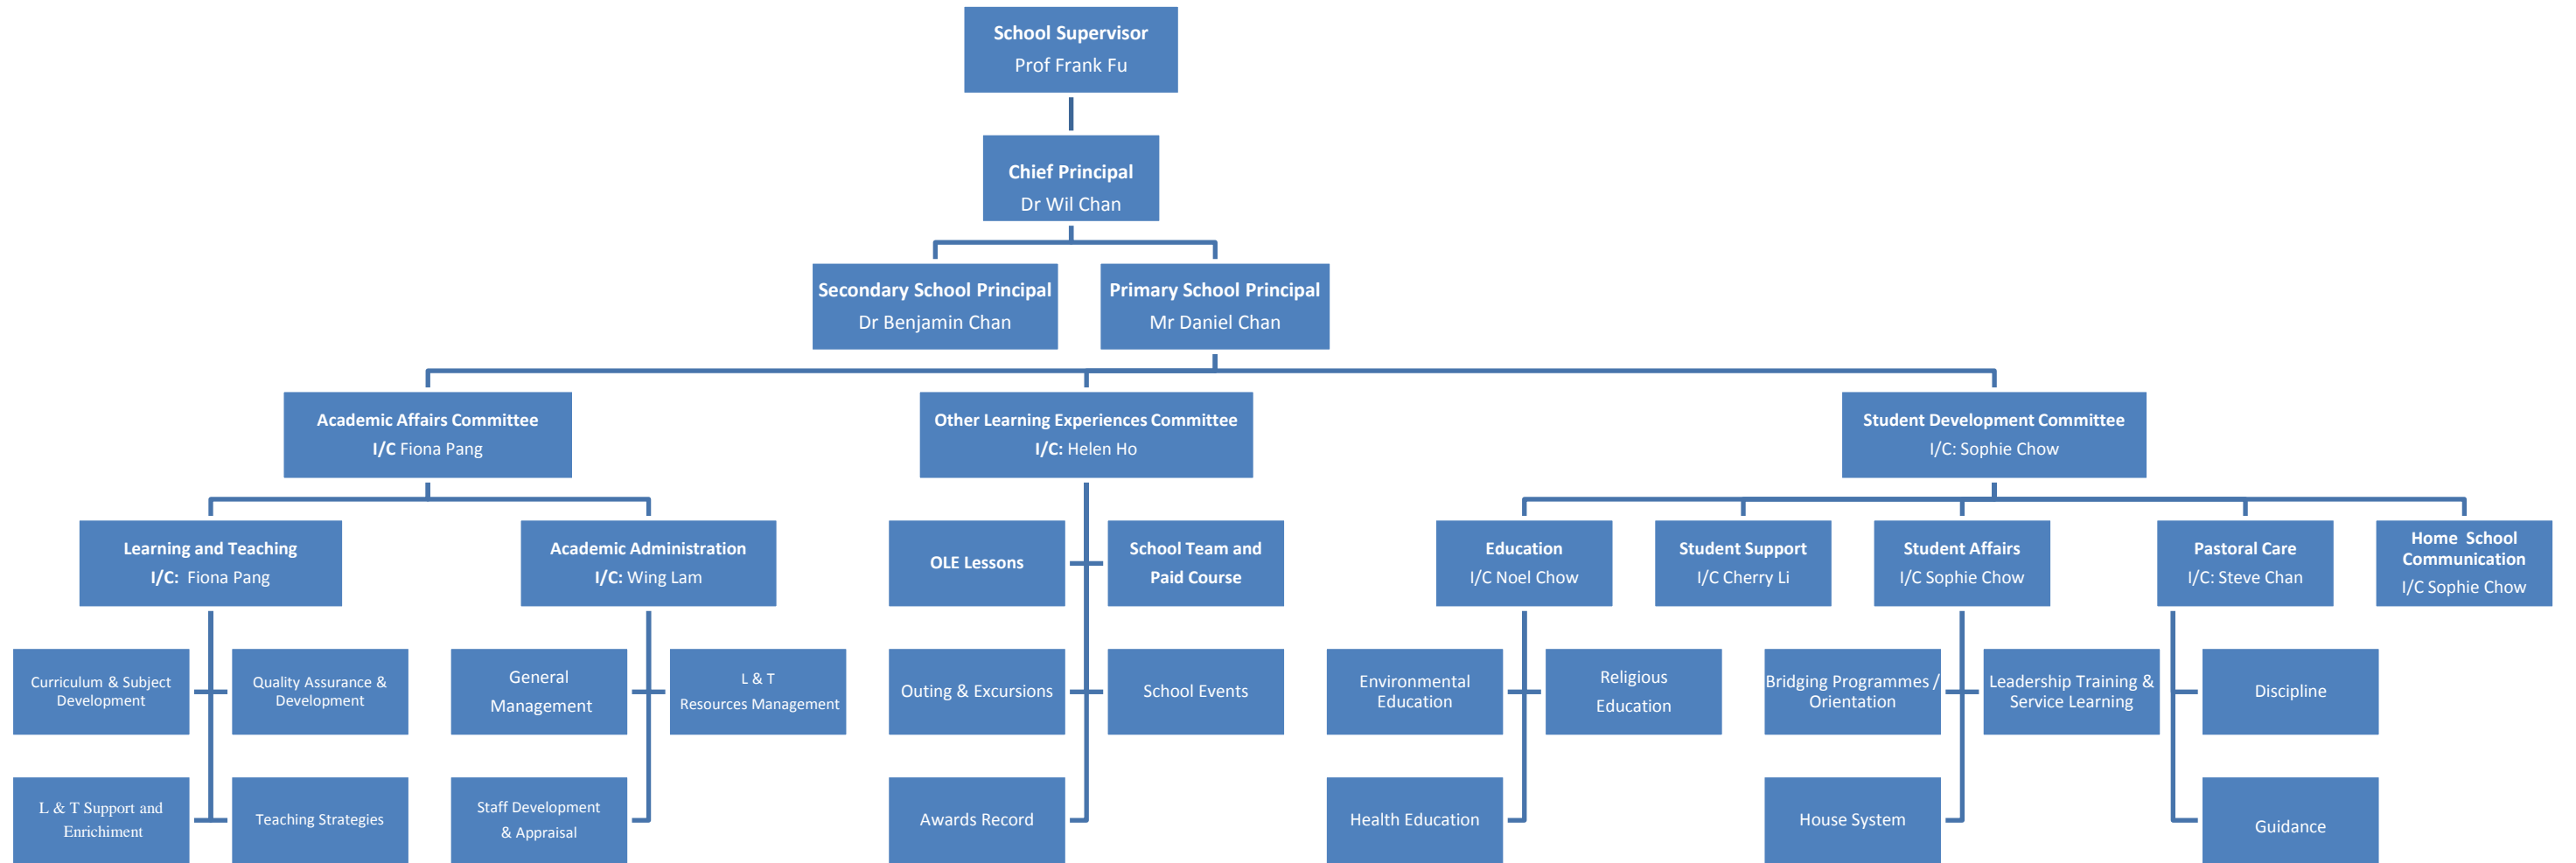 School Supervisor
Prof Frank Fu
Chief Principal
Dr Wil Chan
Secondary School Principal
Dr Benjamin Chan
Primary School Principal
Mr Daniel Chan
Academic Affairs Committee
I/C Fiona Pang
Other Learning Experiences Committee
I/C: Helen Ho
Student Development Committee
I/C: Sophie Chow
Learning and Teaching
I/C: Fiona Pang
Academic Administration
I/C: Wing Lam
OLE Lessons
School Team and
Paid Course
Education
I/C Noel Chow
Student Support
I/C Cherry Li
Student Affairs
I/C Sophie Chow
Pastoral Care
I/C: Steve Chan
Home School
Communication
I/C Sophie Chow
Curriculum & Subject
Development
Quality Assurance &
Development
General
Management
L & T
Resources Management
Outing & Excursions
School Events
Environmental
Education
Religious
Education
Bridging Programmes /
Orientation
Leadership Training &
Service Learning
Discipline
L & T Support and
Enrichiment
Teaching Strategies
Staff Development
& Appraisal
Awards Record
Health Education
House System
Guidance